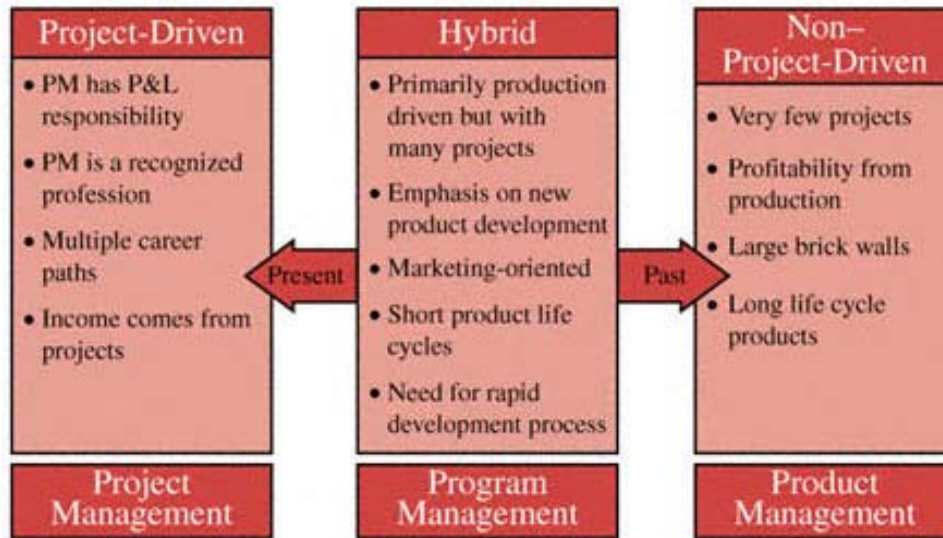 Project-Driven
• PM has P&L
responsibility
• PM is a recognized
profession
• Multiple career
paths
• Income comes from
projects
Present
Project
Management
Hybrid
• Primarily production
driven but with
many projects
• Emphasis on new
product development
• Marketing-oriented
• Short product life
cycles
• Need for rapid
development process
Program
Management
Past
Non–
Project-Driven
• Very few projects
• Profitability from
production
• Large brick walls
• Long life cycle
products
Product
Management